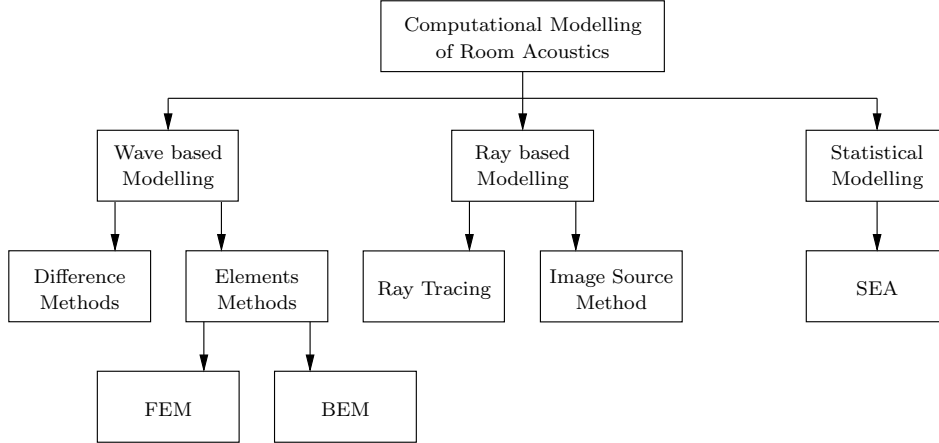 Computational Modelling
of Room Acoustics
Wave based
Modelling
Ray based
Modelling
Statistical
Modelling
Difference
Methods
Elements
Methods
Ray Tracing
Image Source
Method
SEA
FEM
BEM